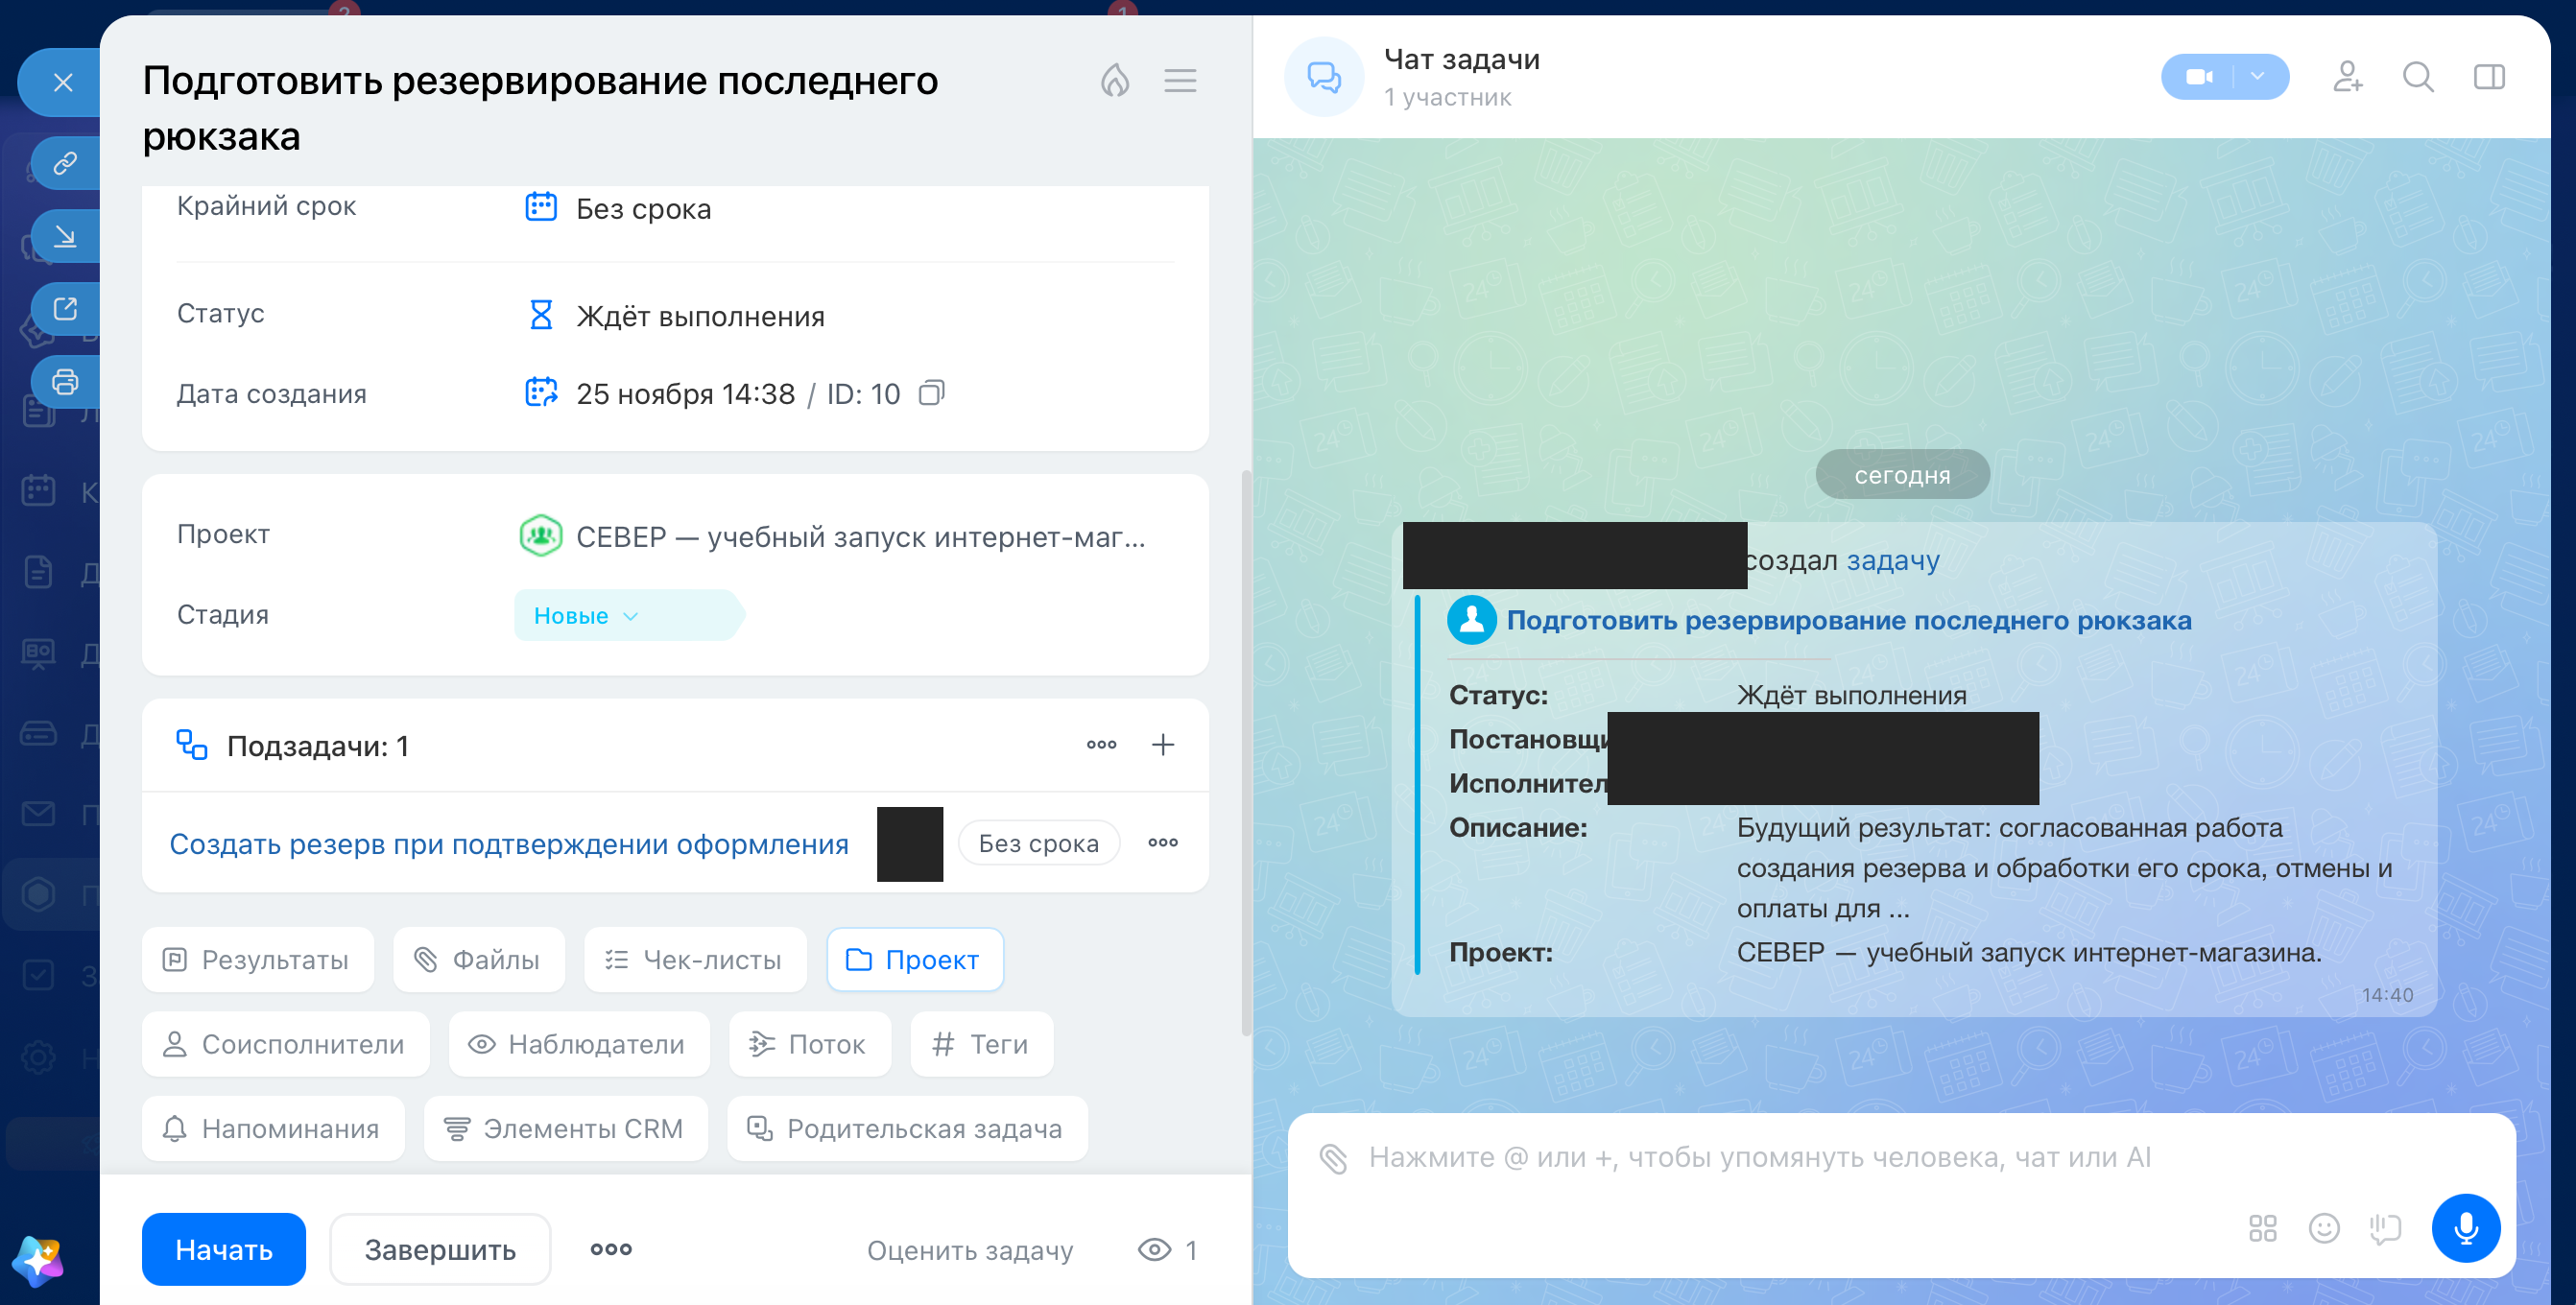 2
1
Подготовить резервирование последнего
рюкзака
Крайний срок
Без срока
Статус
Ждёт выполнения
Дата создания
25 ноября 14:38 / ID: 10
Проект
СЕВЕР — учебный запуск интернет-маг...
Стадия
Новые
Подзадачи: 1
Создать резерв при подтверждении оформления
Без срока
Результаты
Файлы
Чек-листы
Проект
Соисполнители
Наблюдатели
Поток
Теги
Напоминания
Элементы CRM
Родительская задача
Начать
Завершить
Оценить задачу
1
Чат задачи
1 участник
сегодня
создал задачу
Подготовить резервирование последнего рюкзака
Статус:
Ждёт выполнения
Постановщи
Исполнител
Описание:
Будущий результат: согласованная работа
создания резерва и обработки его срока, отмены и
оплаты для ...
Проект:
СЕВЕР — учебный запуск интернет-магазина.
14:40
Нажмите @ или +, чтобы упомянуть человека, чат или AI